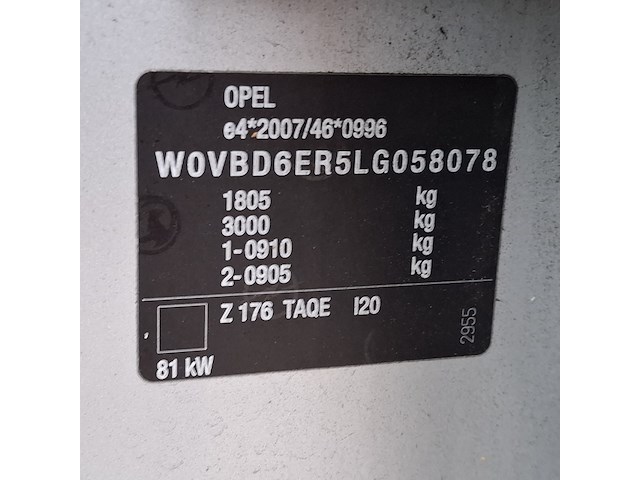 OPEL
e4*2007/46*0996
W0VBD6ER5LG058078
1805 kg
3000 kg
1-0910 kg
2-0905 kg
Z 176 TAQE I20
2955
81 kW